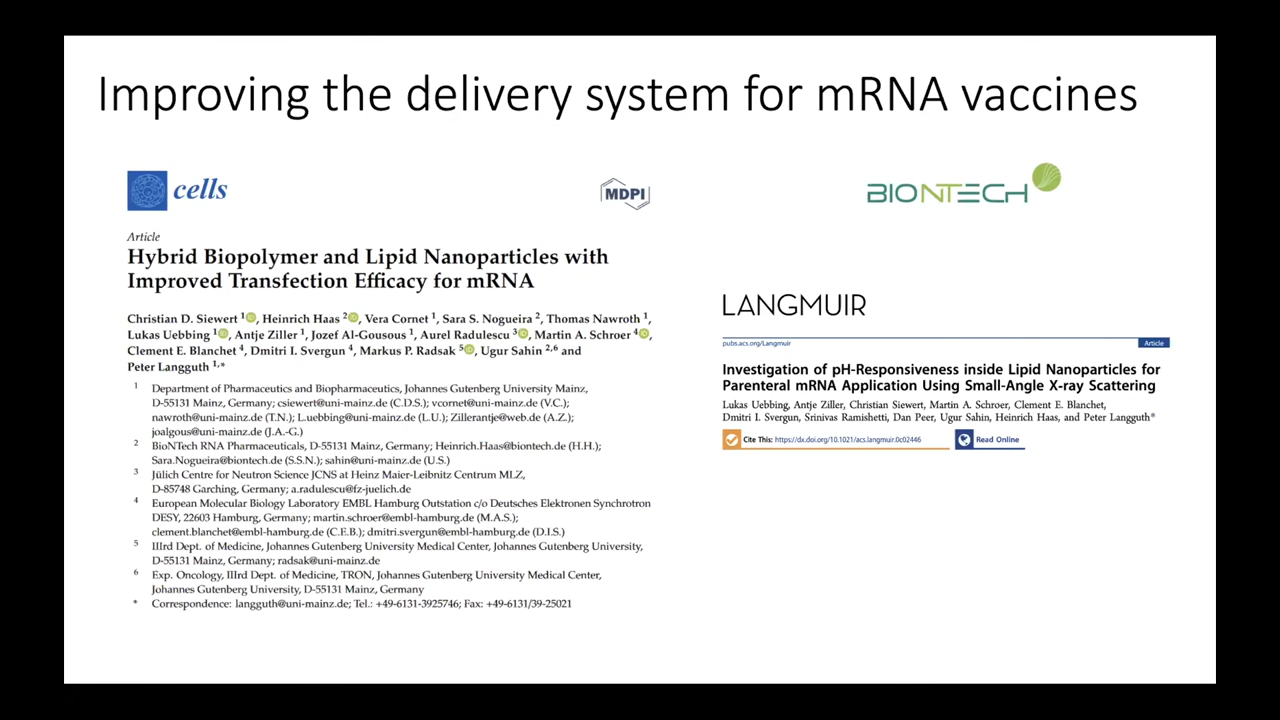 Improving the delivery system for mRNA vaccines
cells
MDPI
BIONTECH
Article
Hybrid Biopolymer and Lipid Nanoparticles with
Improved Transfection Efficacy for mRNA
Christian D. Siewert 1, Heinrich Haas 2, Vera Cornet 1, Sara S. Nogueira 2, Thomas Nawroth 1,
Lukas Uebbing 1, Antje Ziller 1, Jozef Al-Gousous 1, Aurel Radulescu 3, Martin A. Schroer 4,
Clement E. Blanchet 4, Dmitri I. Svergun 4, Markus P. Radsak 5, Ugur Sahin 2,6 and
Peter Langguth 1,*
1 Department of Pharmaceutics and Biopharmaceutics, Johannes Gutenberg University Mainz,
D-55131 Mainz, Germany; csiewert@uni-mainz.de (C.D.S.); vcornet@uni-mainz.de (V.C.);
nawroth@uni-mainz.de (T.N.); L.uebbing@uni-mainz.de (L.U.); Zillerantje@web.de (A.Z.);
joalgous@uni-mainz.de (J.A.-G.)
2 BioNTech RNA Pharmaceuticals, D-55131 Mainz, Germany; Heinrich.Haas@biontech.de (H.H.);
Sara.Nogueira@biontech.de (S.S.N.); sahin@uni-mainz.de (U.S.)
3 Jülich Centre for Neutron Science JCNS at Heinz Maier-Leibnitz Centrum MLZ,
D-85748 Garching, Germany; a.radulescu@fz-juelich.de
4 European Molecular Biology Laboratory EMBL Hamburg Outstation c/o Deutsches Elektronen Synchrotron
DESY, 22603 Hamburg, Germany; martin.schroer@embl-hamburg.de (M.A.S.);
clement.blanchet@embl-hamburg.de (C.E.B.); dmitri.svergun@embl-hamburg.de (D.I.S.)
5 IIIrd Dept. of Medicine, Johannes Gutenberg University Medical Center, Johannes Gutenberg University,
D-55131 Mainz, Germany; radsak@uni-mainz.de
6 Exp. Oncology, IIIrd Dept. of Medicine, TRON, Johannes Gutenberg University Medical Center,
Johannes Gutenberg University, D-55131 Mainz, Germany
* Correspondence: langguth@uni-mainz.de; Tel.: +49-6131-3925746; Fax: +49-6131/39-25021
LANGMUIR
pubs.acs.org/Langmuir
Article
Investigation of pH-Responsiveness inside Lipid Nanoparticles for
Parenteral mRNA Application Using Small-Angle X-ray Scattering
Lukas Uebbing, Antje Ziller, Christian Siewert, Martin A. Schroer, Clement E. Blanchet,
Dmitri I. Svergun, Srinivas Ramishetti, Dan Peer, Ugur Sahin, Heinrich Haas, and Peter Langguth*
Cite This: https://dx.doi.org/10.1021/acs.langmuir.0c02446
Read Online